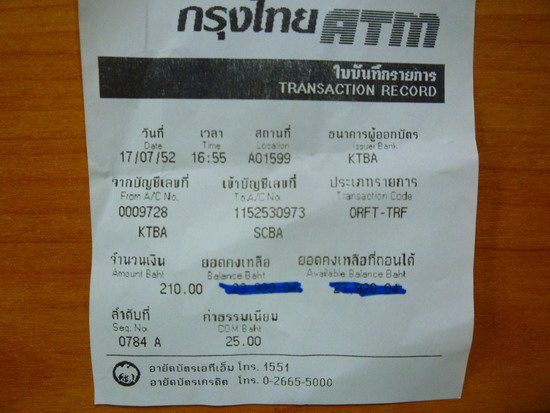 กรุงไทย ATM
ใบบันทึกรายการ
TRANSACTION RECORD
วันที่ เวลา สถานที่ ธนาคารผู้ออกบัตร
Date Time Location Issuer Bank
17/07/52 16:55 A01599 KTBA
จากบัญชีเลขที่ เข้าบัญชีเลขที่ ประเภทรายการ
From A/C No. To A/C No. Transaction Code
0009728 1152530973 ORFT-TRF
KTBA SCBA
จำนวนเงิน ยอดคงเหลือ ยอดคงเหลือที่ถอนได้
Amount Baht Balance Baht Available Balance Baht
210.00
ลำดับที่ ค่าธรรมเนียม
Seq. No. COM Baht
0784 A 25.00
อายัดบัตรเอทีเอ็ม โทร. 1551
อายัดบัตรเครดิต โทร. 0-2665-5000